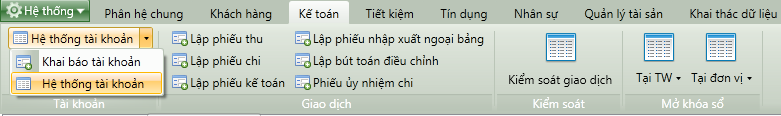 Hệ thống Phân hệ chung Khách hàng Kế toán Tiết kiệm Tín dụng Nhân sự Quản lý tài sản Khai thác dữ liệu
Hệ thống tài khoản
Khai báo tài khoản
Hệ thống tài khoản
Tài khoản
Lập phiếu thu
Lập phiếu chi
Lập phiếu kế toán
Lập phiếu nhập xuất ngoại bảng
Lập bút toán điều chỉnh
Phiếu ủy nhiệm chi
Giao dịch
Kiểm soát giao dịch
Kiểm soát
Tại TW
Tại đơn vị
Mở khóa sổ